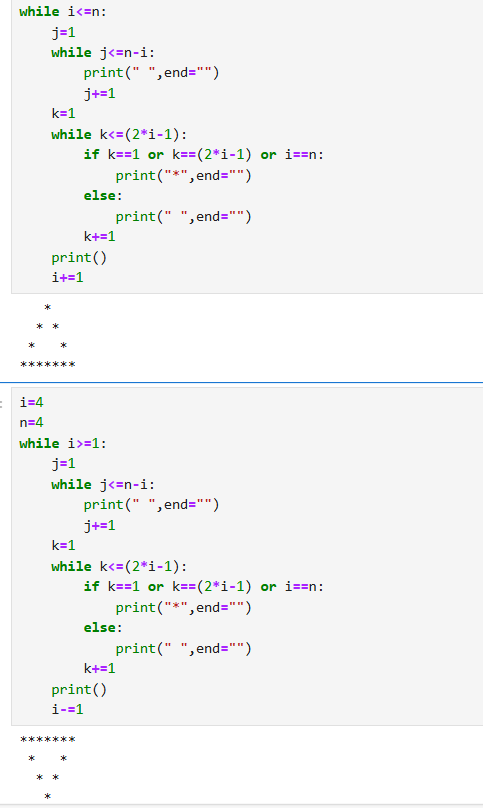 while i<=n:
    j=1
    while j<=n-i:
        print(" ",end="")
        j+=1
    k=1
    while k<=(2*i-1):
        if k==1 or k==(2*i-1) or i==n:
            print("*",end="")
        else:
            print(" ",end="")
        k+=1
    print()
    i+=1
   *
  * *
 *   *
*******
:
i=4
n=4
while i>=1:
    j=1
    while j<=n-i:
        print(" ",end="")
        j+=1
    k=1
    while k<=(2*i-1):
        if k==1 or k==(2*i-1) or i==n:
            print("*",end="")
        else:
            print(" ",end="")
        k+=1
    print()
    i-=1
*******
 *   *
  * *
   *